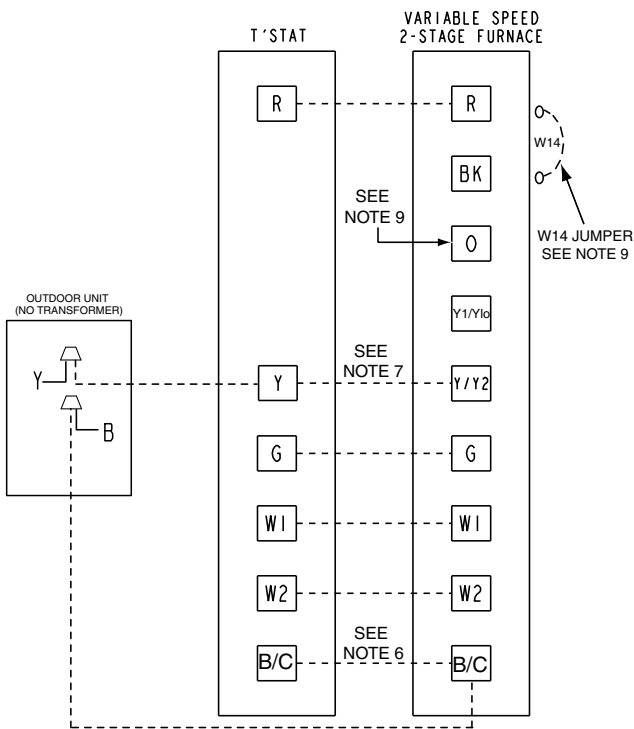 T'STAT
VARIABLE SPEED
2-STAGE FURNACE
R
R
W14
BK
SEE
NOTE 9
O
W14 JUMPER
SEE NOTE 9
OUTDOOR UNIT
(NO TRANSFORMER)
Y1/Ylo
Y
Y
SEE
NOTE 7
Y/Y2
B
G
G
W1
W1
W2
W2
B/C
SEE
NOTE 6
B/C